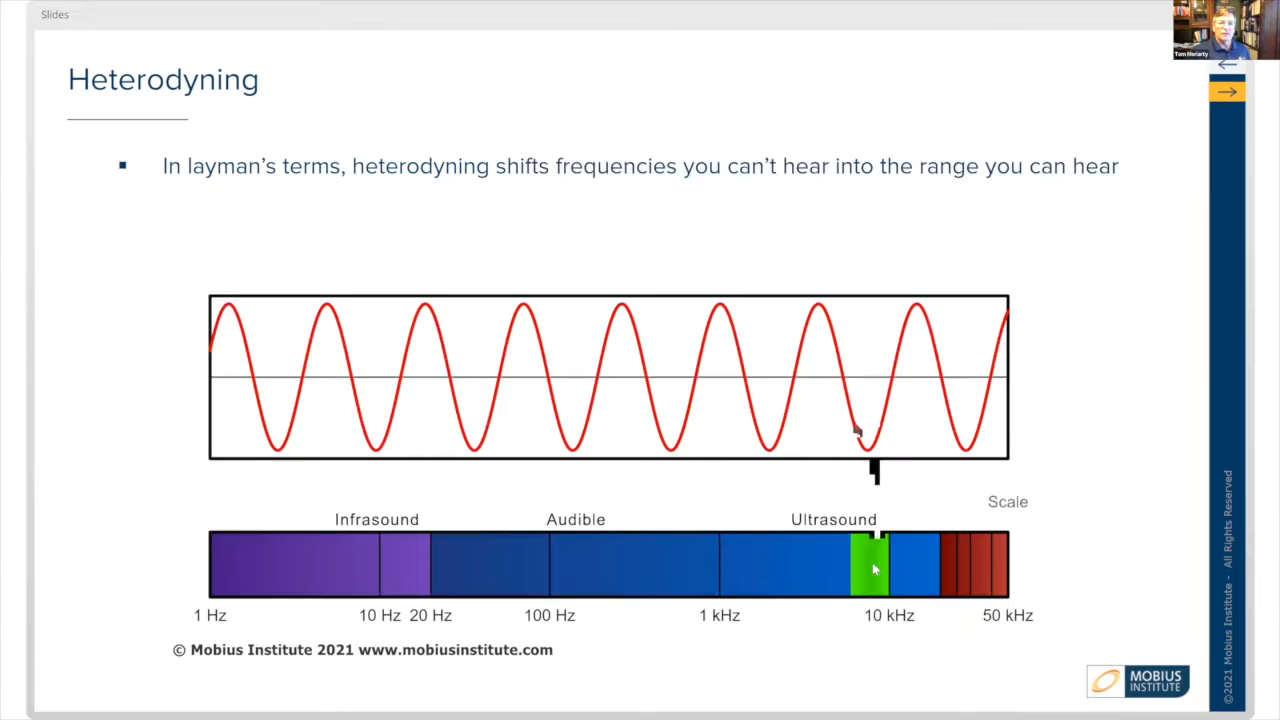 Slides
Tom Moriarty
Heterodyning
▪ In layman's terms, heterodyning shifts frequencies you can't hear into the range you can hear
Scale
Infrasound Audible Ultrasound
1 Hz 10 Hz 20 Hz 100 Hz 1 kHz 10 kHz 50 kHz
© Mobius Institute 2021 www.mobiusinstitute.com
MOBIUS
INSTITUTE
©2021 Mobius Institute - All Rights Reserved